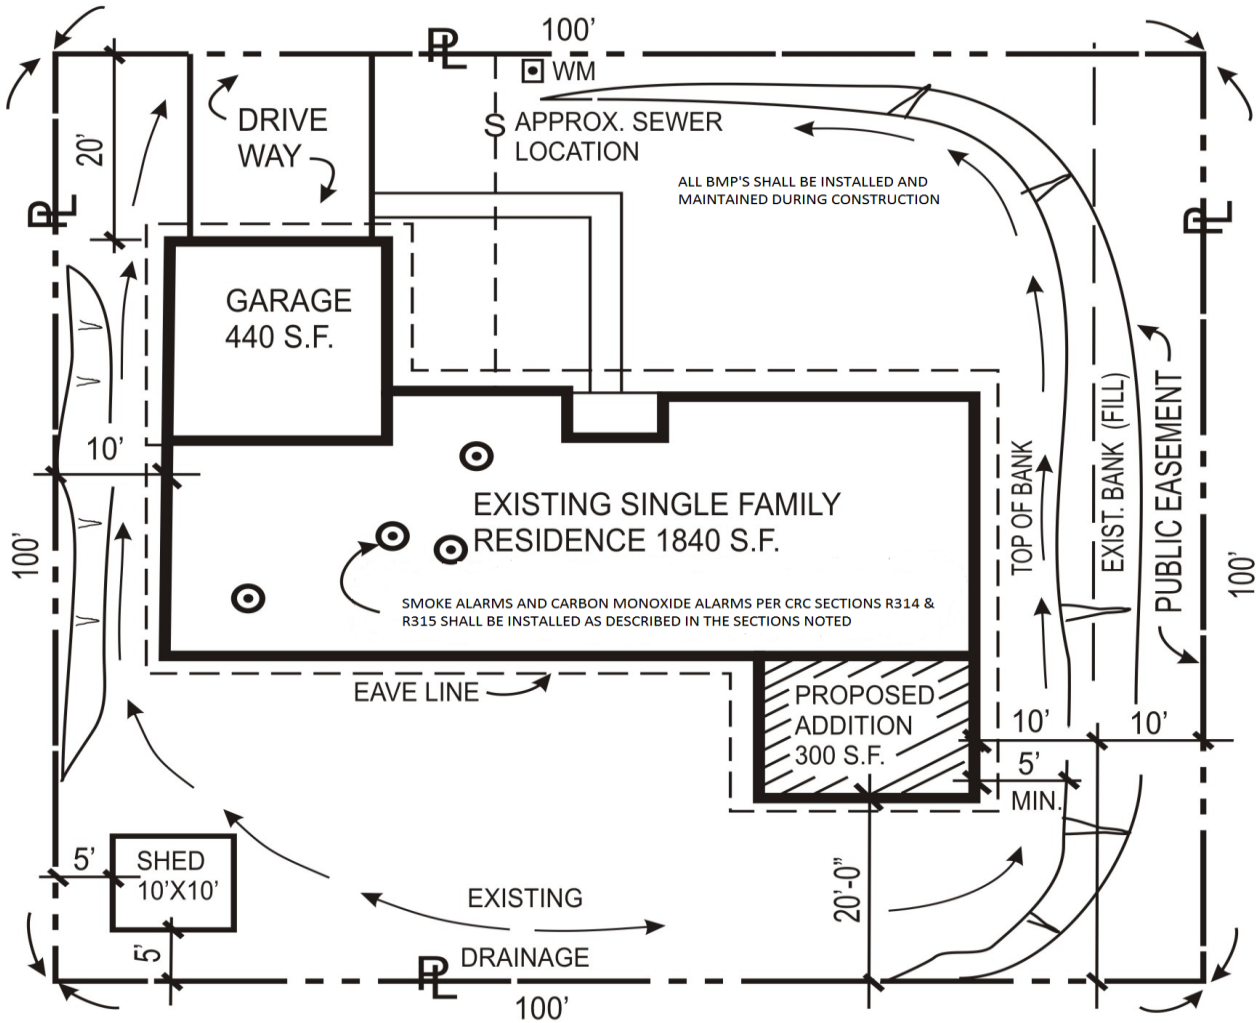 100'
PL
WM
20'
DRIVE
WAY
S
APPROX. SEWER
LOCATION
ALL BMP'S SHALL BE INSTALLED AND
MAINTAINED DURING CONSTRUCTION
PL
PL
GARAGE
440 S.F.
10'
100'
EXISTING SINGLE FAMILY
RESIDENCE 1840 S.F.
SMOKE ALARMS AND CARBON MONOXIDE ALARMS PER CRC SECTIONS R314 &
R315 SHALL BE INSTALLED AS DESCRIBED IN THE SECTIONS NOTED
TOP OF BANK
EXIST. BANK (FILL)
PUBLIC EASEMENT
100'
EAVE LINE
PROPOSED
ADDITION
300 S.F.
10'
10'
5'
MIN.
5'
SHED
10'X10'
5'
EXISTING
DRAINAGE
20'-0"
PL
100'